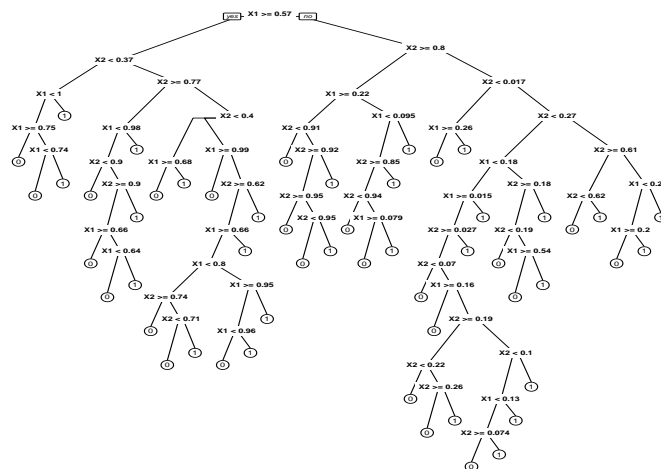 yes X1 >= 0.57 no
X2 < 0.37 X2 >= 0.8
X1 < 1 X2 >= 0.77 X1 >= 0.22 X2 < 0.017
X1 >= 0.75 1 X1 < 0.98 X2 < 0.4 X2 < 0.91 X1 < 0.095 X1 >= 0.26 1 X2 < 0.27
0 X1 < 0.74 X2 < 0.9 1 X1 >= 0.68 X1 >= 0.99 0 X2 >= 0.92 X2 >= 0.85 1 0 1 X1 < 0.18 X2 >= 0.61
0 1 0 X2 >= 0.9 0 1 0 X2 >= 0.62 X2 >= 0.95 1 X2 < 0.94 1 X1 >= 0.015 X2 >= 0.18 X2 < 0.62 X1 < 0.2
X1 >= 0.66 1 X1 >= 0.66 1 0 X2 < 0.95 0 X1 >= 0.079 X2 >= 0.027 1 X2 < 0.19 1 0 1 X1 >= 0.2 1
0 X1 < 0.64 X1 < 0.8 1 0 1 0 1 X2 < 0.07 1 0 X1 >= 0.54 0 1
0 1 X2 >= 0.74 X1 >= 0.95 0 X1 >= 0.16 0 1
0 X2 < 0.71 X1 < 0.96 1 0 X2 >= 0.19
0 1 0 1 X2 < 0.22 X2 < 0.1
0 X2 >= 0.26 X1 < 0.13 1
0 1 X2 >= 0.074 1
0 1